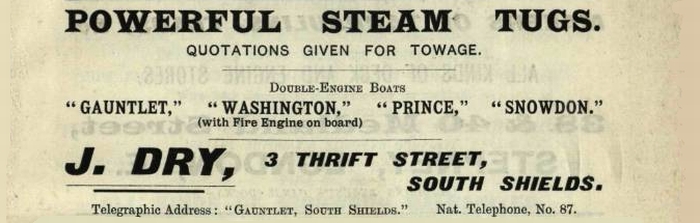 POWERFUL STEAM TUGS.
QUOTATIONS GIVEN FOR TOWAGE.
DOUBLE-ENGINE BOATS
"GAUNTLET," "WASHINGTON," "PRINCE," "SNOWDON."
(with Fire Engine on board)
J. DRY, 3 THRIFT STREET,
SOUTH SHIELDS.
Telegraphic Address: "GAUNTLET, SOUTH SHIELDS." Nat. Telephone, No. 87.